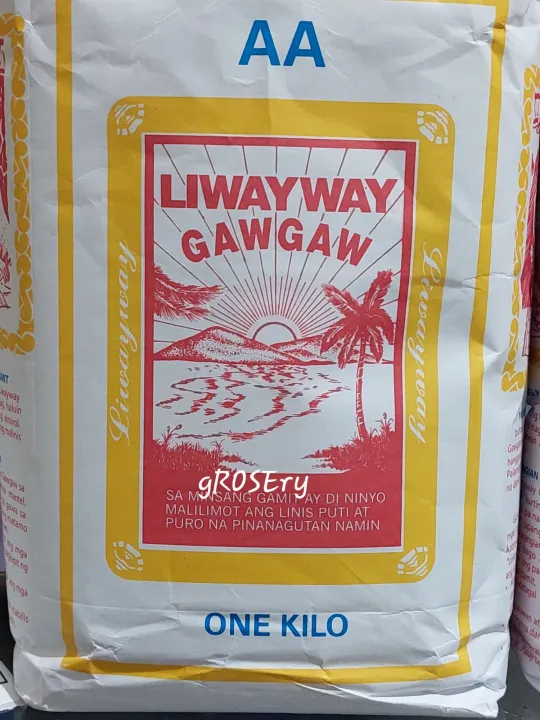 AA
LIWAYWAY
GAWGAW
Liwayway
Liwayway
gROSEry
SA MINSANG GAMIT AY DI NINYO
MALILIMOT ANG LINIS PUTI AT
PURO NA PINANAGUTAN NAMIN
ONE KILO